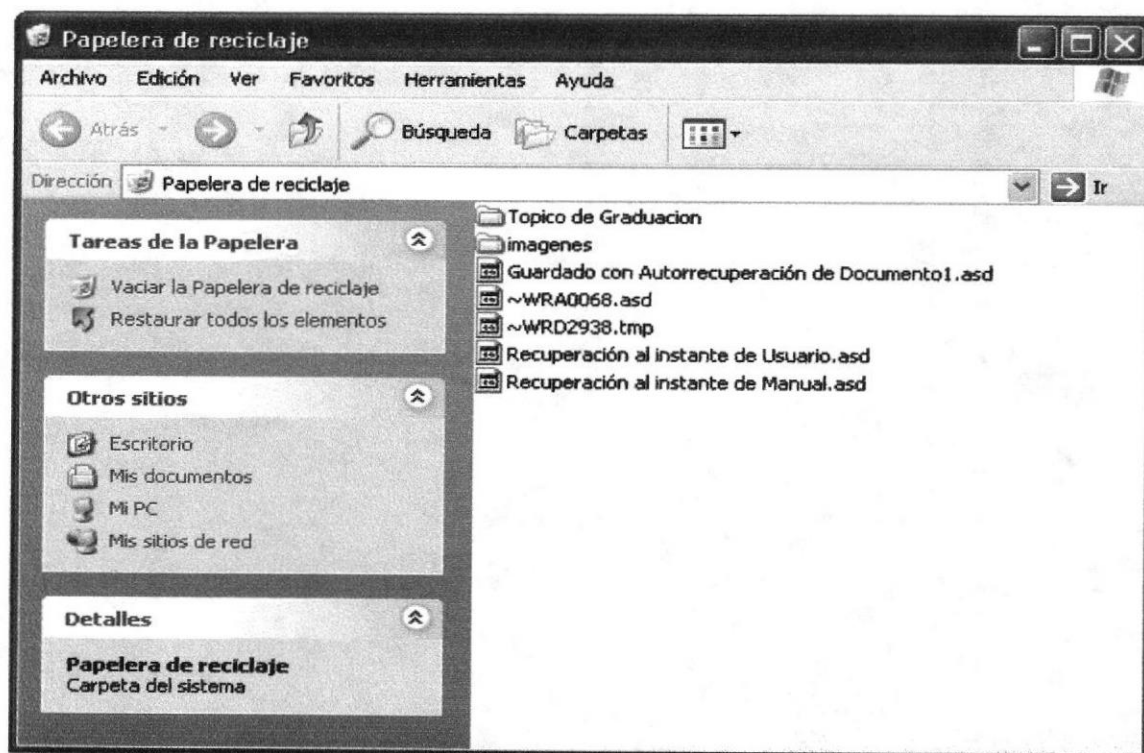 Papelera de reciclaje
Archivo Edición Ver Favoritos Herramientas Ayuda
Atrás Búsqueda Carpetas
Dirección Papelera de reciclaje Ir
Tareas de la Papelera
Vaciar la Papelera de reciclaje
Restaurar todos los elementos
Otros sitios
Escritorio
Mis documentos
Mi PC
Mis sitios de red
Detalles
Papelera de reciclaje
Carpeta del sistema
Topico de Graduacion
imagenes
Guardado con Autorrecuperación de Documento1.asd
~WRA0068.asd
~WRD2938.tmp
Recuperación al instante de Usuario.asd
Recuperación al instante de Manual.asd